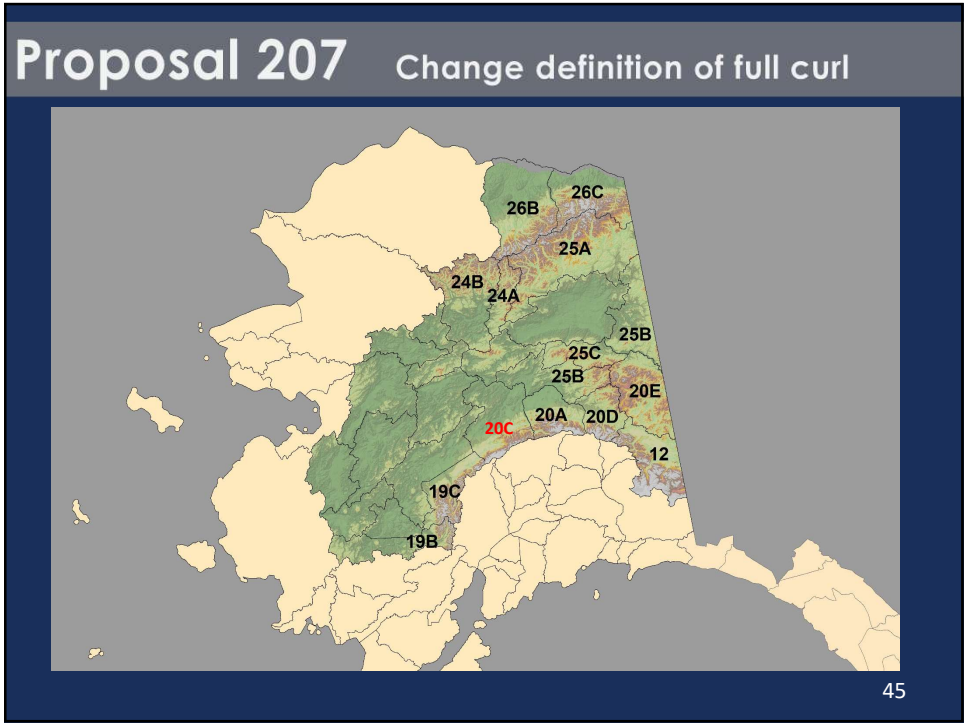 Proposal 207 Change definition of full curl
26C
26B
25A
24B
24A
25B
25C
25B
20E
20A
20D
20C
12
19C
19B
45